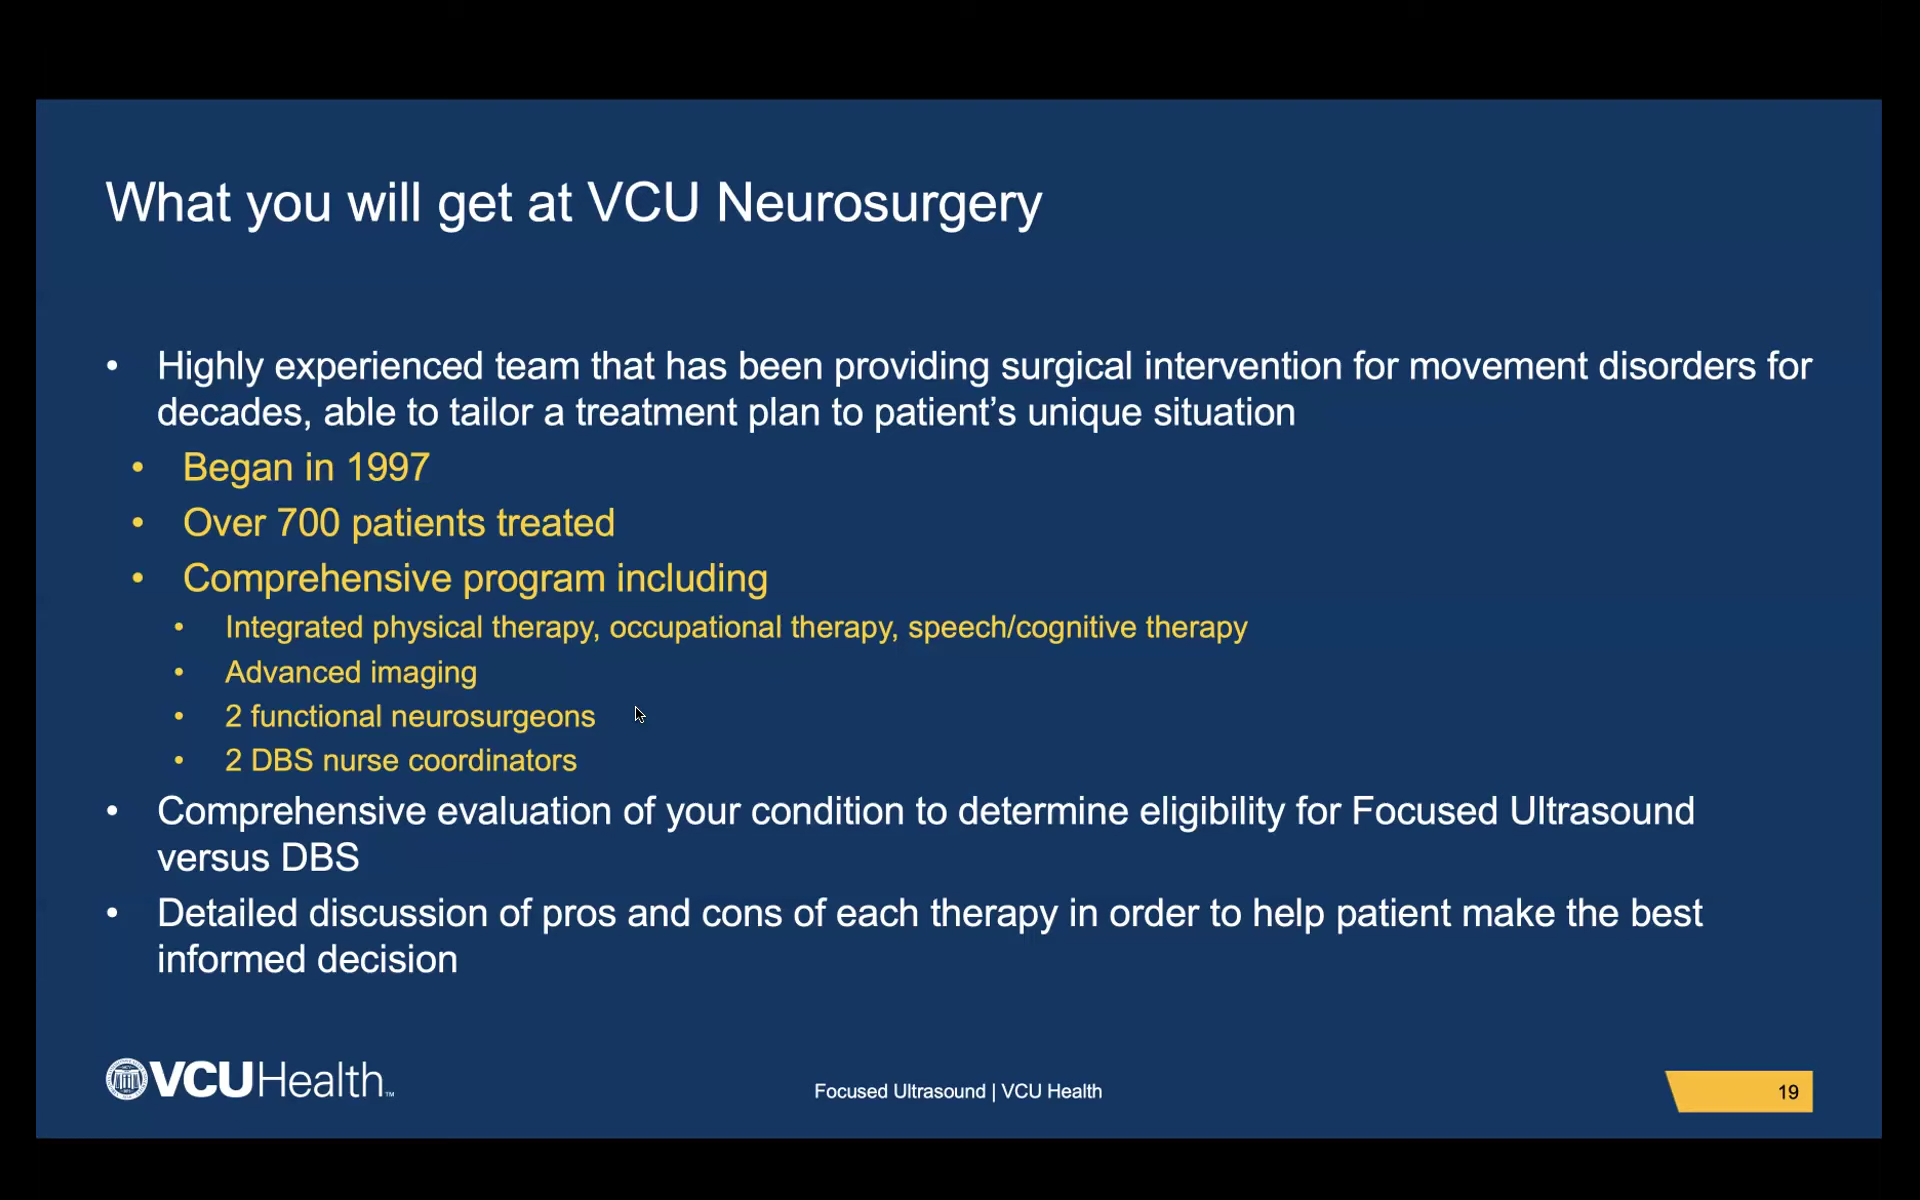 What you will get at VCU Neurosurgery
• Highly experienced team that has been providing surgical intervention for movement disorders for
decades, able to tailor a treatment plan to patient’s unique situation
• Began in 1997
• Over 700 patients treated
• Comprehensive program including
• Integrated physical therapy, occupational therapy, speech/cognitive therapy
• Advanced imaging
• 2 functional neurosurgeons
• 2 DBS nurse coordinators
• Comprehensive evaluation of your condition to determine eligibility for Focused Ultrasound
versus DBS
• Detailed discussion of pros and cons of each therapy in order to help patient make the best
informed decision
VCUHealth™
Focused Ultrasound | VCU Health
19